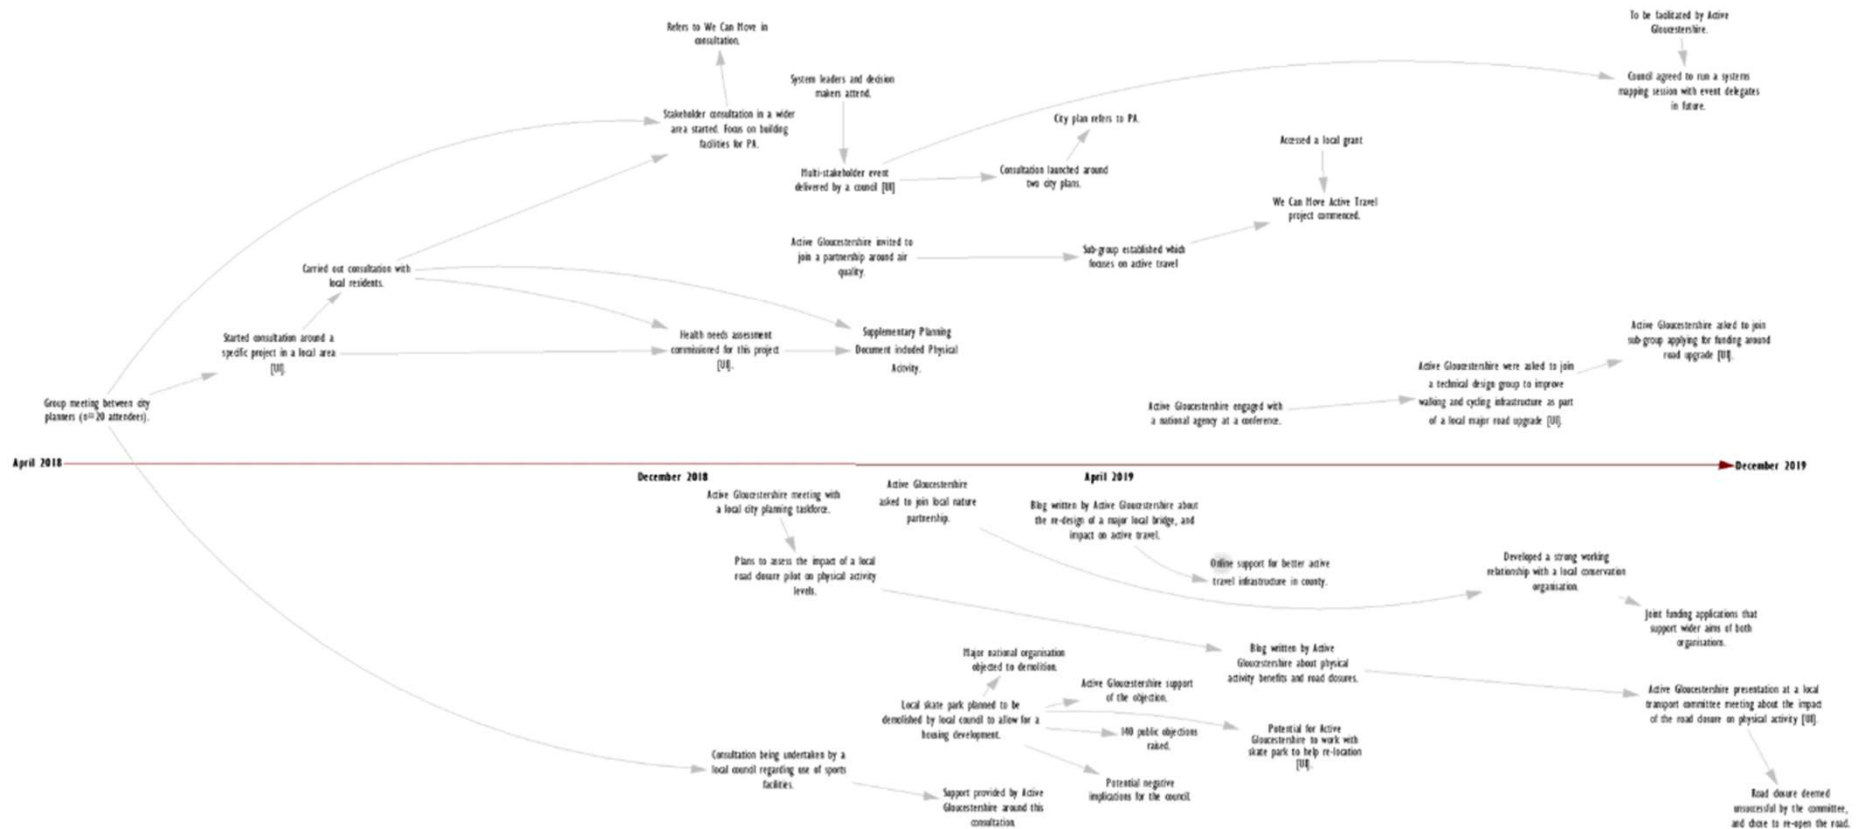 Refers to We Can Move in
consultation.
To be facilitated by Active
Gloucestershire.
System leaders and decision
makers attend.
Council agreed to run a systems
mapping session with event delegates
in future.
Stakeholder consultation in a wider
area started. Focus on building
facilities for PA.
City plan refers to PA.
Accessed a local grant
Multi-stakeholder event
delivered by a council [UI]
Consultation launched around
two city plans.
We Can Move Active Travel
project commenced.
Active Gloucestershire invited to
join a partnership around air
quality.
Sub-group established which
focuses on active travel
Carried out consultation with
local residents.
Started consultation around a
specific project in a local area
[UI].
Health needs assessment
commissioned for this project
[UI].
Supplementary Planning
Document included Physical
Activity.
Active Gloucestershire asked to join
sub-group applying for funding around
road upgrade [UI].
Active Gloucestershire were asked to join
a technical design group to improve
walking and cycling infrastructure as part
of a local major road upgrade [UI].
Group meeting between city
planners (n=20 attendees).
Active Gloucestershire engaged with
a national agency at a conference.
April 2018
December 2018
April 2019
December 2019
Active Gloucestershire meeting with
a local city planning taskforce.
Active Gloucestershire
asked to join local nature
partnership.
Blog written by Active Gloucestershire about
the re-design of a major local bridge, and
impact on active travel.
Plans to assess the impact of a local
road closure pilot on physical activity
levels.
Online support for better active
travel infrastructure in county.
Developed a strong working
relationship with a local conservation
organisation.
Joint funding applications that
support wider aims of both
organisations.
Major national organisation
objected to demolition.
Blog written by Active
Gloucestershire about physical
activity benefits and road closures.
Active Gloucestershire support
of the objection.
Local skate park planned to be
demolished by local council to allow for a
housing development.
Active Gloucestershire presentation at a local
transport committee meeting about the impact
of the road closure on physical activity [UI].
140 public objections
raised.
Potential for Active
Gloucestershire to work with
skate park to help re-location
[UI].
Consultation being undertaken by a
local council regarding use of sports
facilities.
Potential negative
implications for the council.
Support provided by Active
Gloucestershire around this
consultation.
Road closure deemed
unsuccessful by the committee,
and chose to re-open the road.